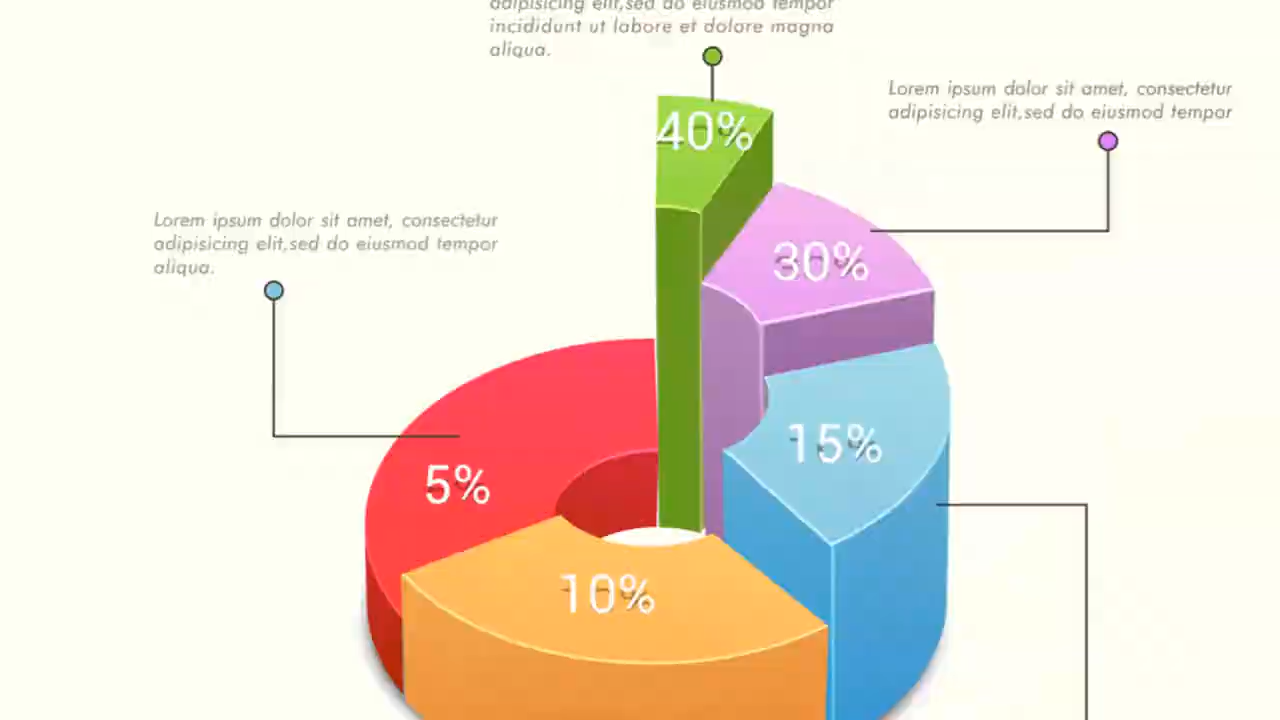 adipisicing elit,sed do eiusmod tempor
incididunt ut labore et dolore magna
aliqua.
Lorem ipsum dolor sit amet, consectetur
adipisicing elit,sed do eiusmod tempor
40%
Lorem ipsum dolor sit amet, consectetur
adipisicing elit,sed do eiusmod tempor
aliqua.
30%
15%
5%
10%